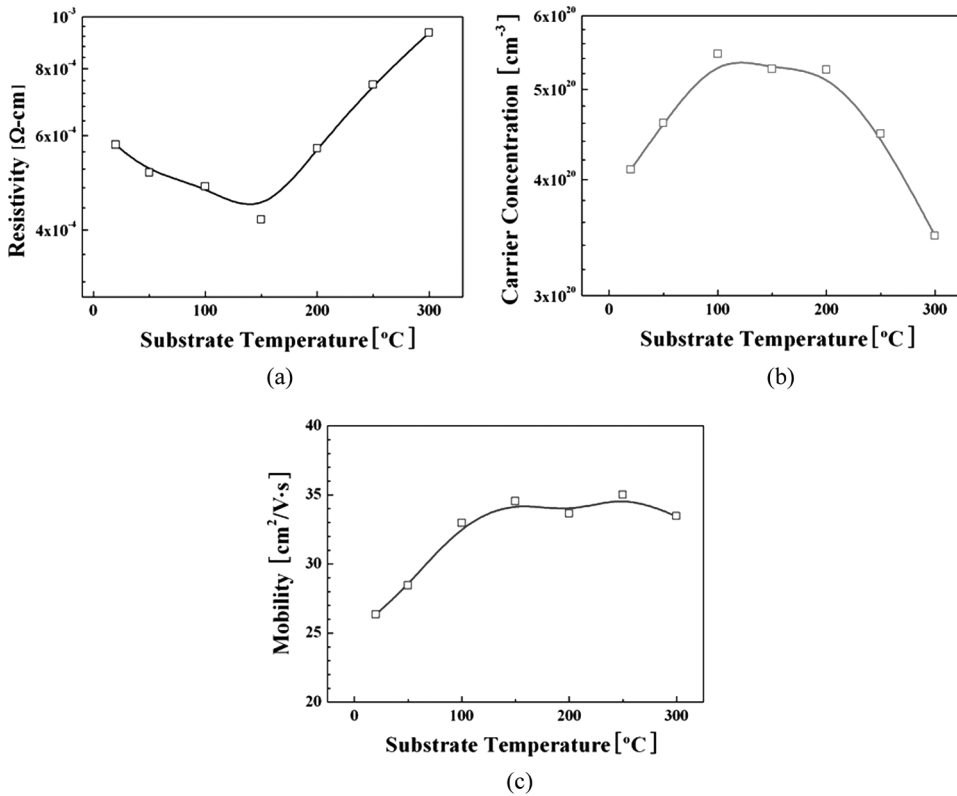 10⁻³
8x10⁻⁴
6x10⁻⁴
4x10⁻⁴
Resistivity [Ω-cm]
0 100 200 300
Substrate Temperature [°C]
(a)
6x10²⁰
5x10²⁰
4x10²⁰
3x10²⁰
Carrier Concentration [cm⁻³]
0 100 200 300
Substrate Temperature [°C]
(b)
40
35
30
25
20
Mobility [cm²/V·s]
0 100 200 300
Substrate Temperature [°C]
(c)